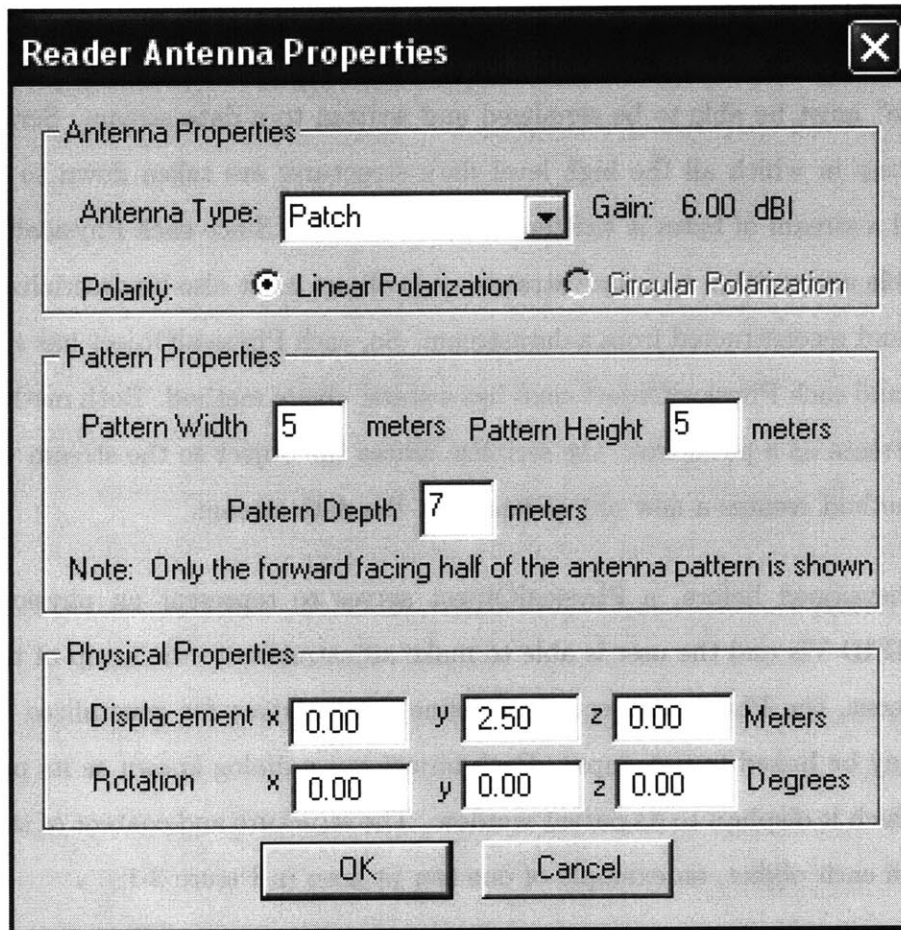 Reader Antenna Properties
Antenna Properties
Antenna Type: Patch Gain: 6.00 dBI
Polarity: Linear Polarization Circular Polarization
Pattern Properties
Pattern Width 5 meters Pattern Height 5 meters
Pattern Depth 7 meters
Note: Only the forward facing half of the antenna pattern is shown
Physical Properties
Displacement x 0.00 y 2.50 z 0.00 Meters
Rotation x 0.00 y 0.00 z 0.00 Degrees
OK Cancel